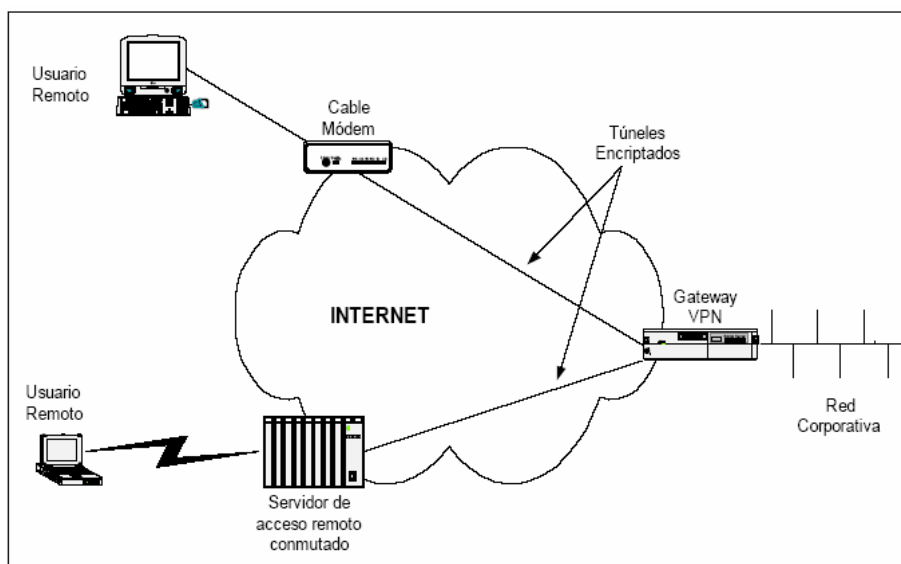 Usuario
Remoto
Cable
Módem
Túneles
Encriptados
INTERNET
Gateway
VPN
Usuario
Remoto
Red
Corporativa
Servidor de
acceso remoto
conmutado